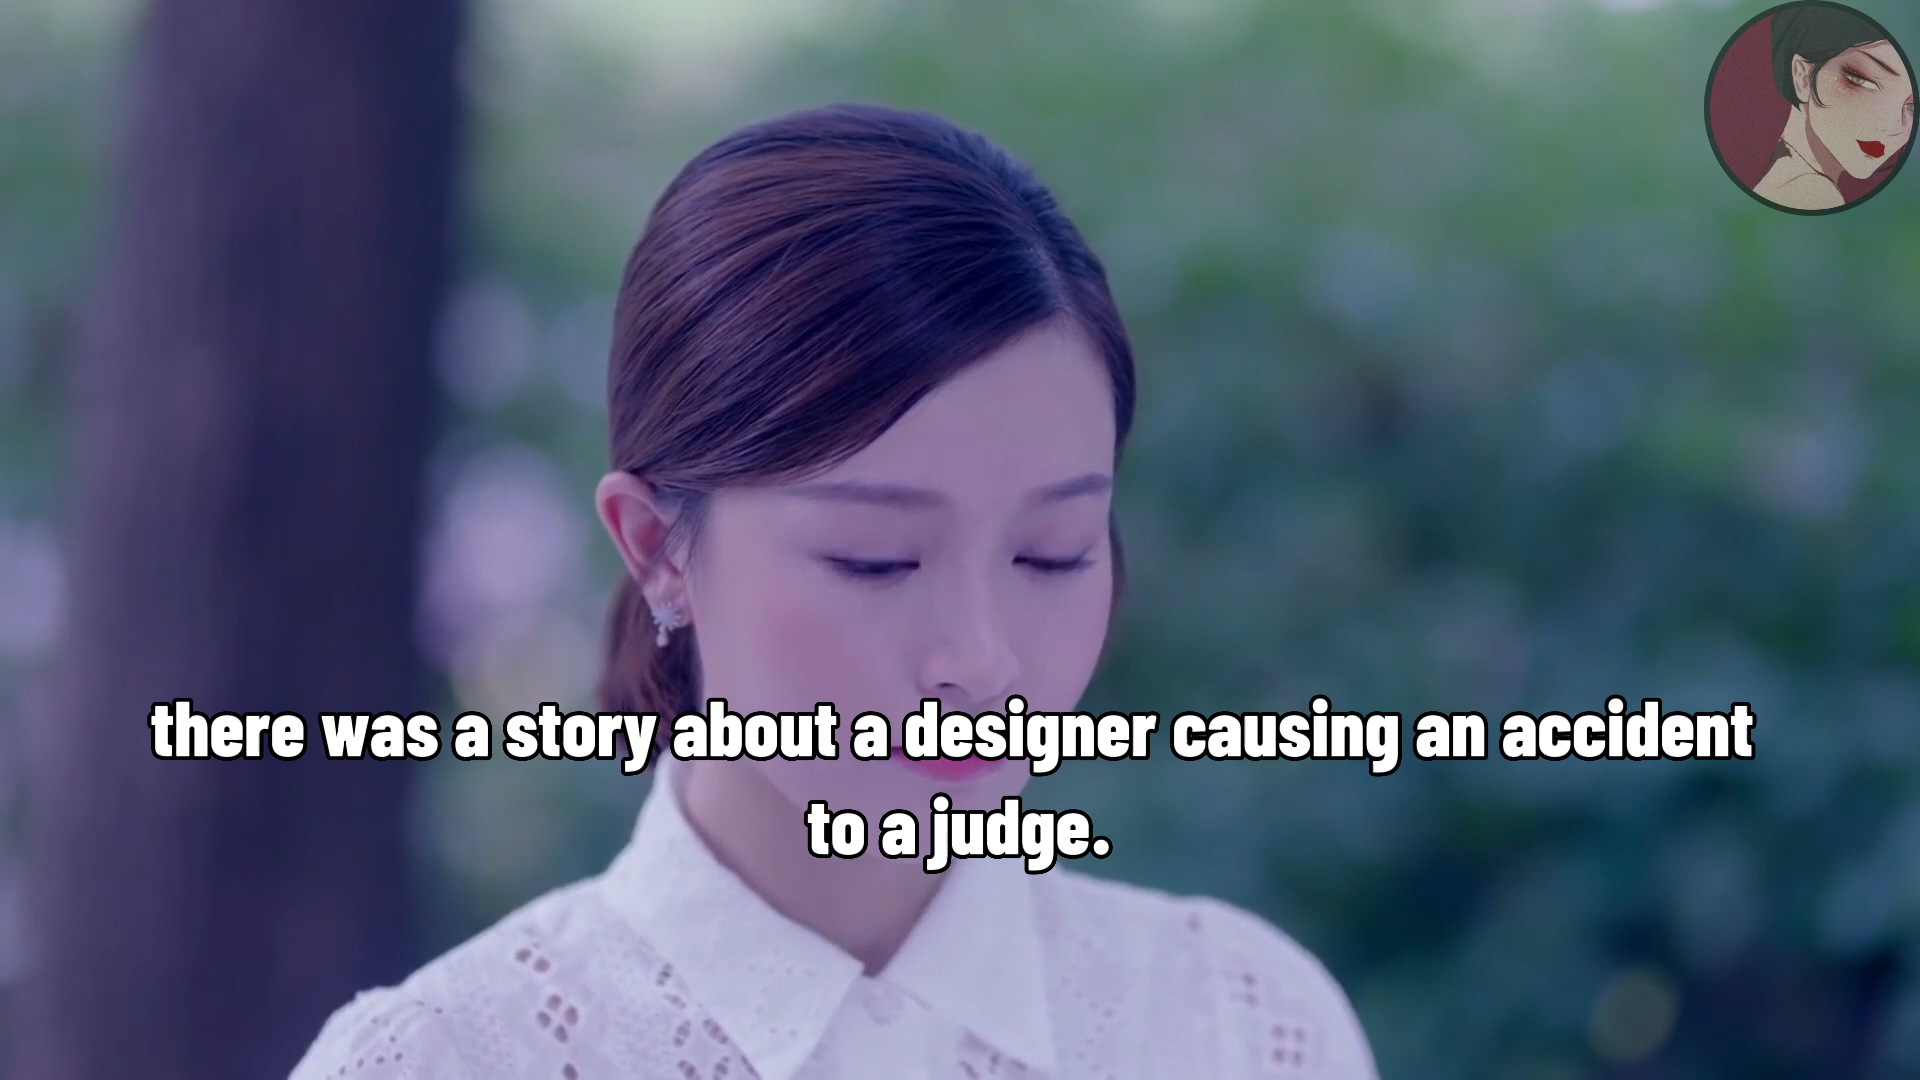 there was a story about a designer causing an accident
to a judge.